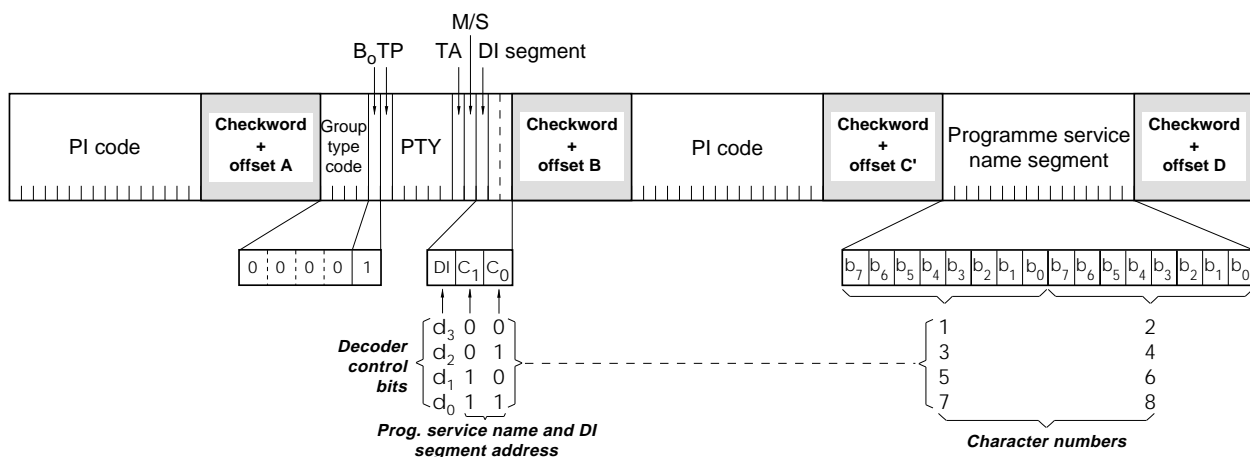 M/S
B₀TP TA DI segment
PI code
Checkword
+
offset A
Group
type
code
PTY
Checkword
+
offset B
PI code
Checkword
+
offset C'
Programme service
name segment
Checkword
+
offset D
0 0 0 0 1
DI C₁ C₀
b₇ b₆ b₅ b₄ b₃ b₂ b₁ b₀ b₇ b₆ b₅ b₄ b₃ b₂ b₁ b₀
Decoder
control
bits
d₃ 0 0
d₂ 0 1
d₁ 1 0
d₀ 1 1
1 2
3 4
5 6
7 8
Prog. service name and DI
segment address
Character numbers